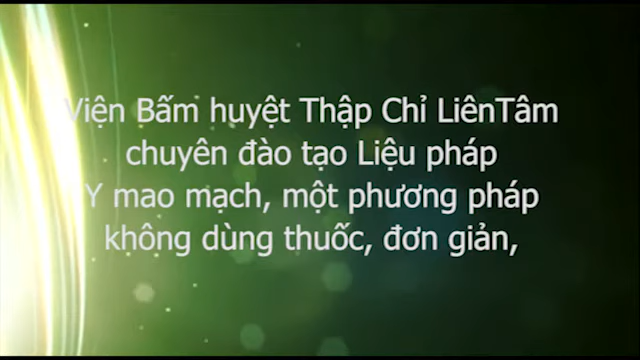 Viện Bấm huyệt Thập Chỉ LiênTâm
chuyên đào tạo Liệu pháp
Y mao mạch, một phương pháp
không dùng thuốc, đơn giản,